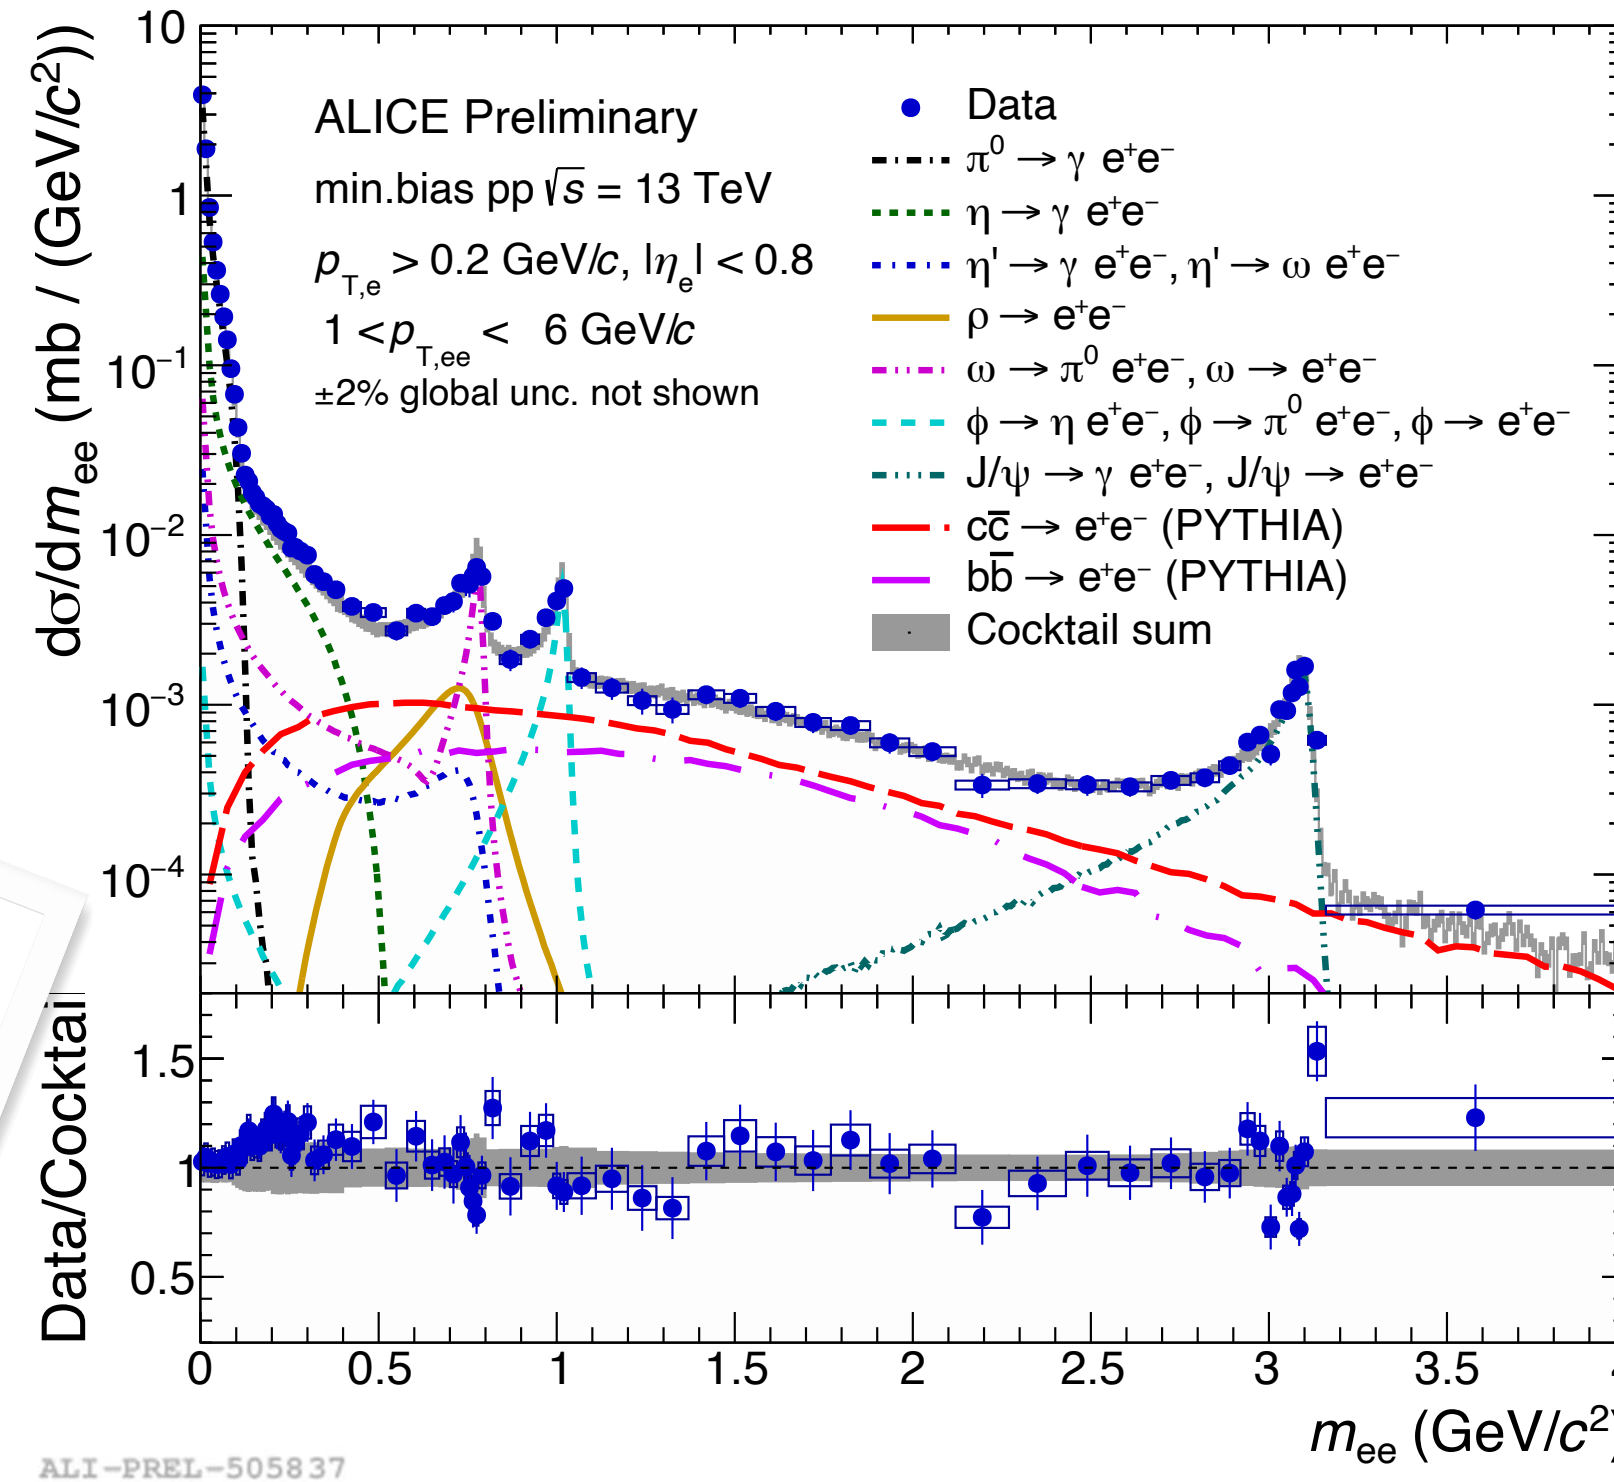 dσ/dm_ee (mb / (GeV/c²))
10
1
10⁻¹
10⁻²
10⁻³
10⁻⁴
ALICE Preliminary
min.bias pp √s = 13 TeV
p_T,e > 0.2 GeV/c, |η_e| < 0.8
1 < p_T,ee < 6 GeV/c
±2% global unc. not shown
Data
π⁰ → γ e⁺e⁻
η → γ e⁺e⁻
η' → γ e⁺e⁻, η' → ω e⁺e⁻
ρ → e⁺e⁻
ω → π⁰ e⁺e⁻, ω → e⁺e⁻
ϕ → η e⁺e⁻, ϕ → π⁰ e⁺e⁻, ϕ → e⁺e⁻
J/ψ → γ e⁺e⁻, J/ψ → e⁺e⁻
cc̅ → e⁺e⁻ (PYTHIA)
bb̅ → e⁺e⁻ (PYTHIA)
Cocktail sum
Data/Cocktail
1.5
1
0.5
0 0.5 1 1.5 2 2.5 3 3.5
m_ee (GeV/c²)
ALI-PREL-505837